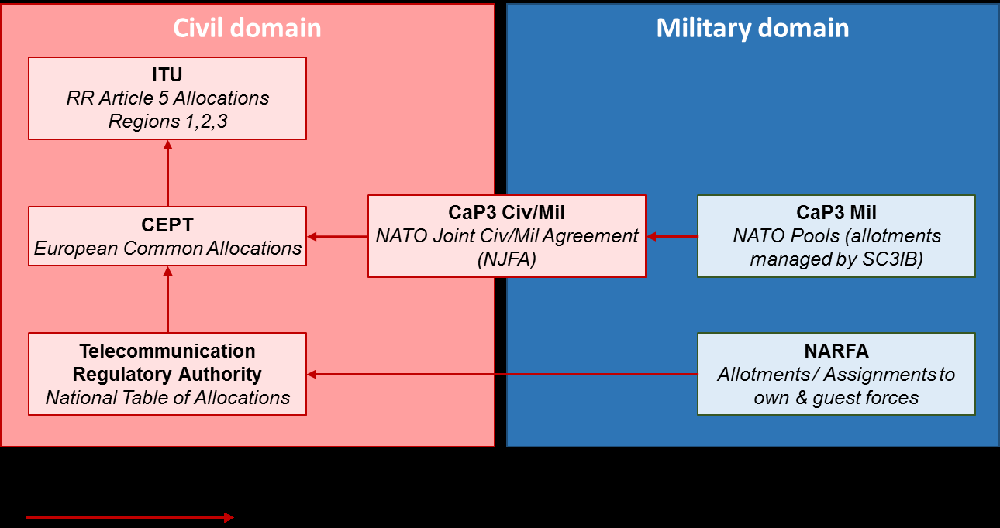 Civil domain
Military domain
ITU
RR Article 5 Allocations
Regions 1,2,3
CEPT
European Common Allocations
CaP3 Civ/Mil
NATO Joint Civ/Mil Agreement
(NJFA)
CaP3 Mil
NATO Pools (allotments
managed by SC3IB)
Telecommunication
Regulatory Authority
National Table of Allocations
NARFA
Allotments / Assignments to
own & guest forces